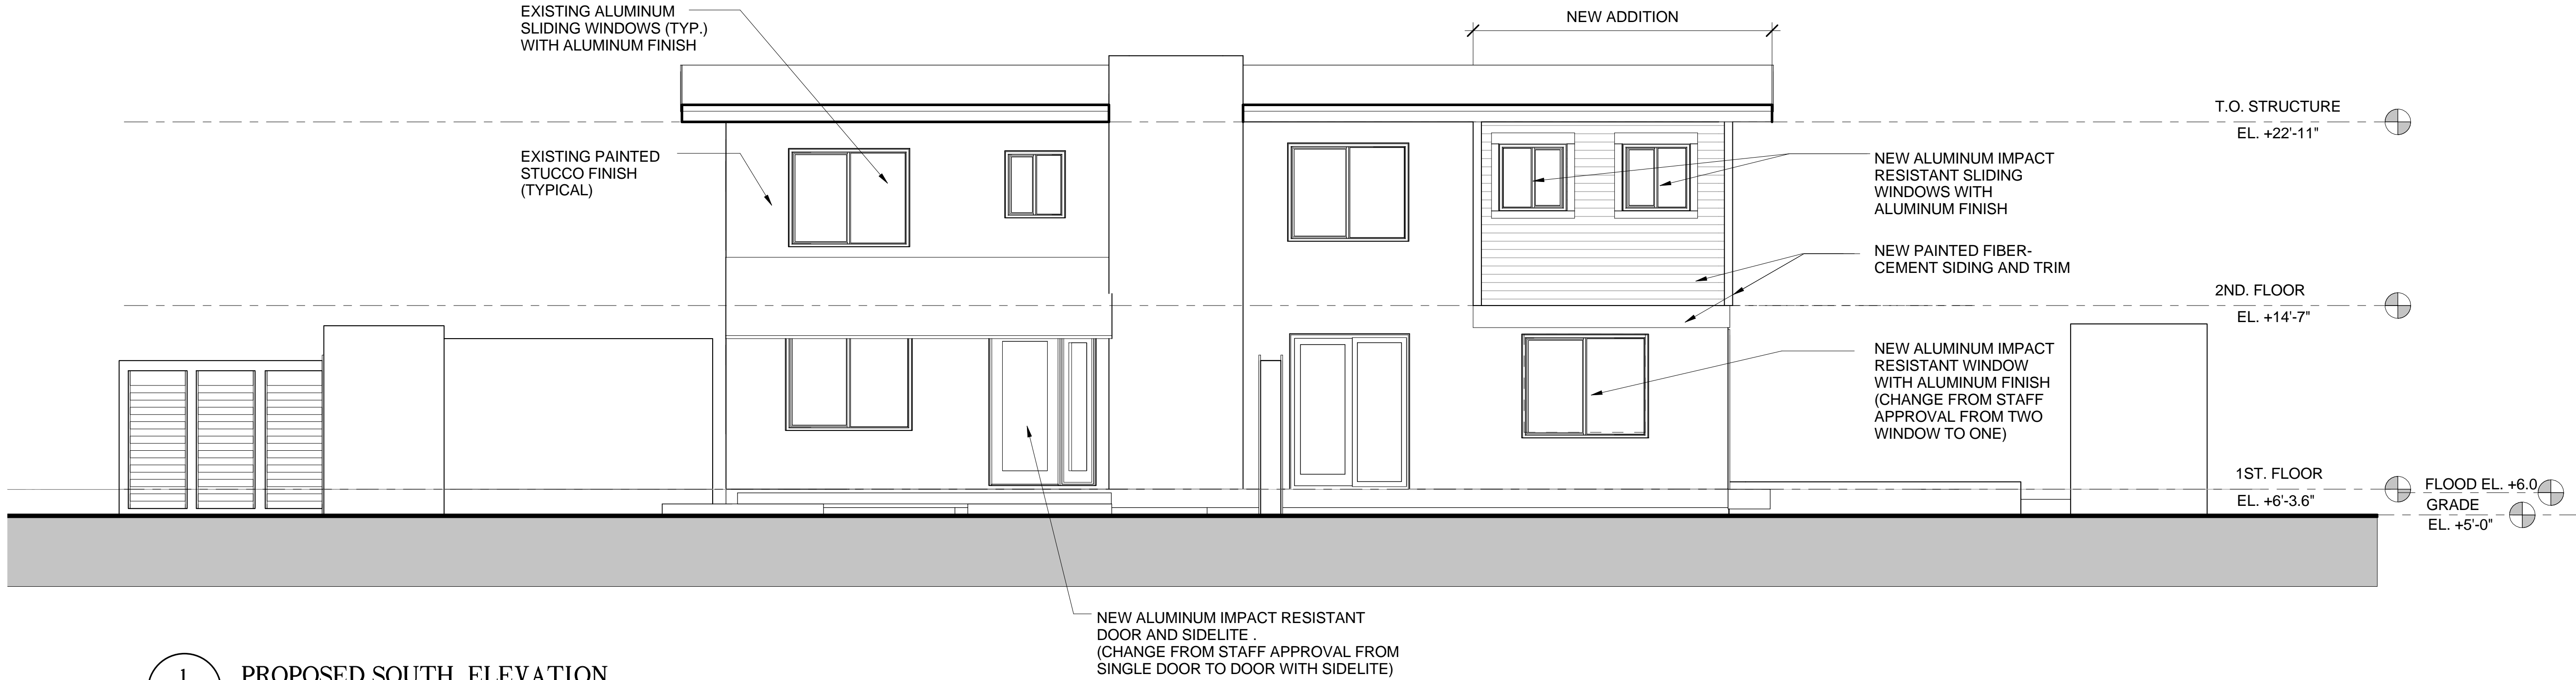 EXISTING ALUMINUM
SLIDING WINDOWS (TYP.)
WITH ALUMINUM FINISH
NEW ADDITION
EXISTING PAINTED
STUCCO FINISH
(TYPICAL)
T.O. STRUCTURE
EL. +22'-11"
NEW ALUMINUM IMPACT
RESISTANT SLIDING
WINDOWS WITH
ALUMINUM FINISH
NEW PAINTED FIBER-
CEMENT SIDING AND TRIM
2ND. FLOOR
EL. +14'-7"
NEW ALUMINUM IMPACT
RESISTANT WINDOW
WITH ALUMINUM FINISH
(CHANGE FROM STAFF
APPROVAL FROM TWO
WINDOW TO ONE)
1ST. FLOOR
EL. +6'-3.6"
FLOOD EL. +6.0
GRADE
EL. +5'-0"
NEW ALUMINUM IMPACT RESISTANT
DOOR AND SIDELITE .
(CHANGE FROM STAFF APPROVAL FROM
SINGLE DOOR TO DOOR WITH SIDELITE)
1
PROPOSED SOUTH ELEVATION